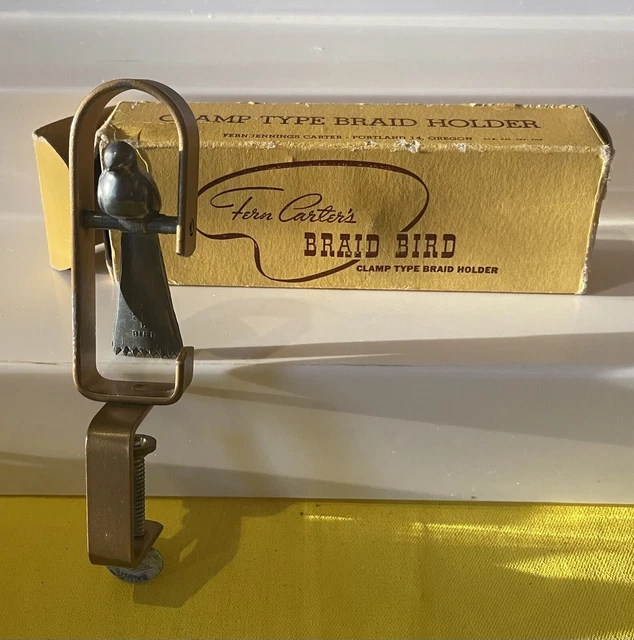 CLAMP TYPE BRAID HOLDER
FERN JENNINGS CARTER - PORTLAND 14, OREGON
Fern Carter's
BRAID BIRD
CLAMP TYPE BRAID HOLDER